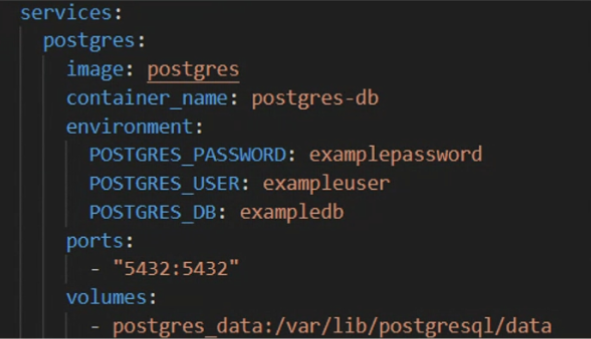 services:
  postgres:
    image: postgres
    container_name: postgres-db
    environment:
      POSTGRES_PASSWORD: examplepassword
      POSTGRES_USER: exampleuser
      POSTGRES_DB: exampledb
    ports:
      - "5432:5432"
    volumes:
      - postgres_data:/var/lib/postgresql/data